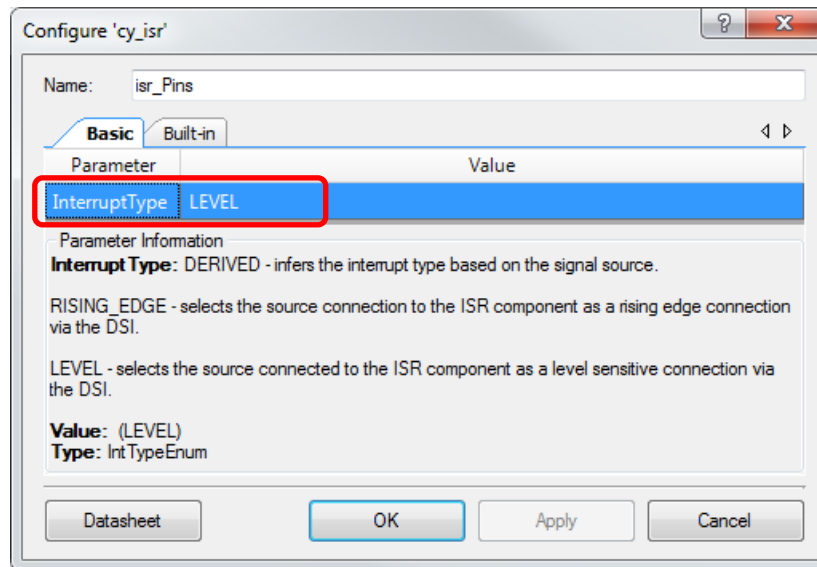 Configure 'cy_isr'
Name: isr_Pins
Basic Built-in
Parameter Value
InterruptType LEVEL
Parameter Information
Interrupt Type: DERIVED - infers the interrupt type based on the signal source.
RISING_EDGE - selects the source connection to the ISR component as a rising edge connection
via the DSI.
LEVEL - selects the source connected to the ISR component as a level sensitive connection via
the DSI.
Value: (LEVEL)
Type: IntTypeEnum
Datasheet OK Apply Cancel